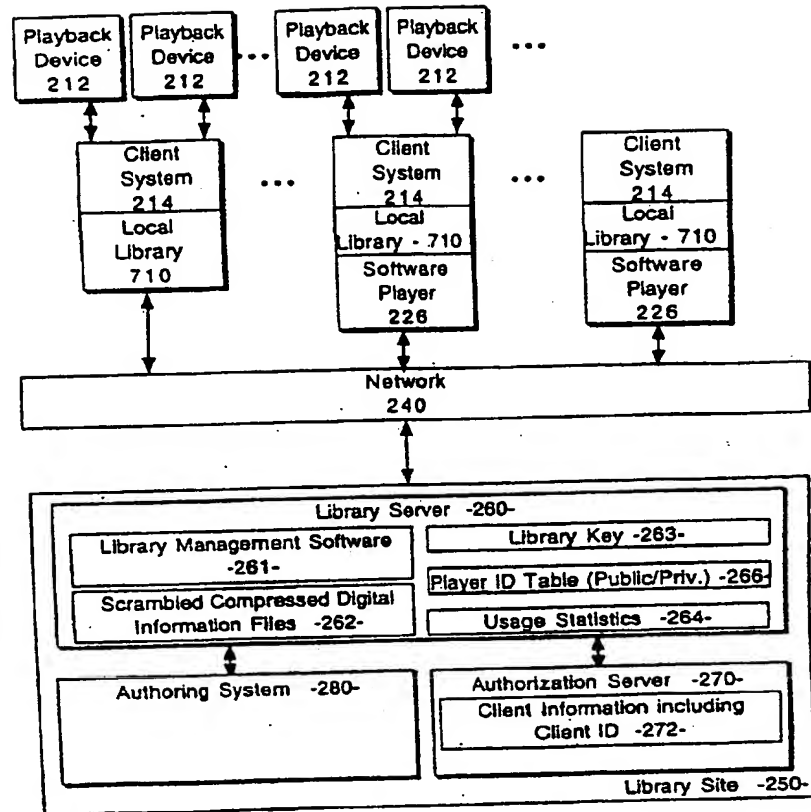 Playback
Device
212
Playback
Device
212
...
Playback
Device
212
Playback
Device
212
...
Client
System
214
Local
Library
710
...
Client
System
214
Local
Library - 710
Software
Player
226
...
Client
System
214
Local
Library - 710
Software
Player
226
Network
240
Library Server -260-
Library Management Software
-261-
Scrambled Compressed Digital
Information Files -262-
Library Key -263-
Player ID Table (Public/Priv.) -266-
Usage Statistics -264-
Authoring System -280-
Authorization Server -270-
Client Information including
Client ID -272-
Library Site -250-